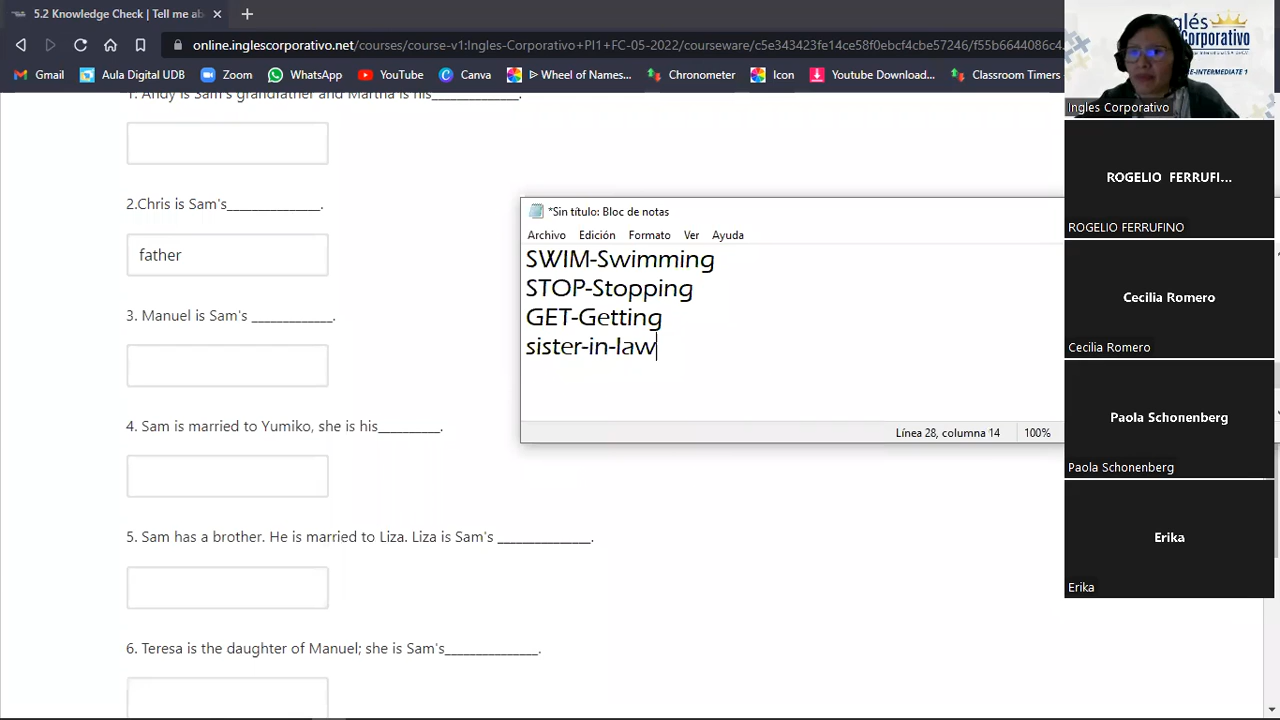 5.2 Knowledge Check | Tell me ab
online.inglescorporativo.net/courses/course-v1:Ingles-Corporativo+PI1+FC-05-2022/courseware/c5e343423fe14ce58f0ebcf4cbe57246/f55b6644086c4
Gmail
Aula Digital UDB
Zoom
WhatsApp
YouTube
Canva
ᐅ Wheel of Names...
Chronometer
Icon
Youtube Download...
Classroom Timers
1. Andy is Sam's grandfather and Martha is his______________.
2.Chris is Sam's_______________.
father
3. Manuel is Sam's _____________.
4. Sam is married to Yumiko, she is his__________.
5. Sam has a brother. He is married to Liza. Liza is Sam's _______________.
6. Teresa is the daughter of Manuel; she is Sam's_______________.
*Sin título: Bloc de notas
Archivo Edición Formato Ver Ayuda
SWIM-Swimming
STOP-Stopping
GET-Getting
sister-in-law
Línea 28, columna 14
100%
Ingles Corporativo
ROGELIO FERRUFI...
ROGELIO FERRUFINO
Cecilia Romero
Cecilia Romero
Paola Schonenberg
Paola Schonenberg
Erika
Erika